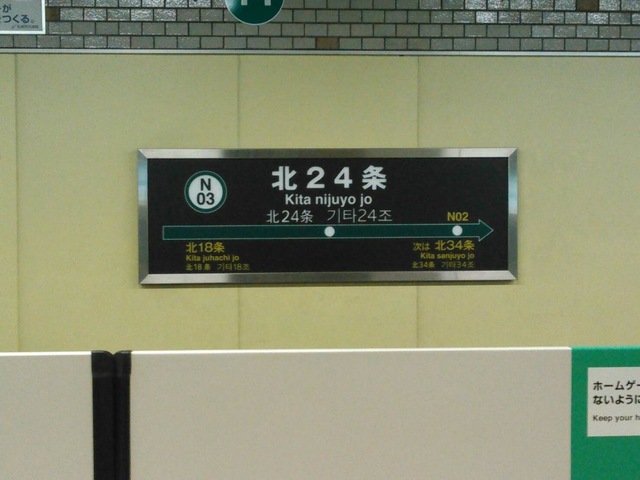 つくる。
N
03
北24条
Kita nijuyo jo
北24条 기타24조
N02
北18条
Kita juhachi jo
北18条 기타18조
次は 北34条
Kita sanjuyo jo
北34条 기타34조
ホームゲー
ないように
Keep your h